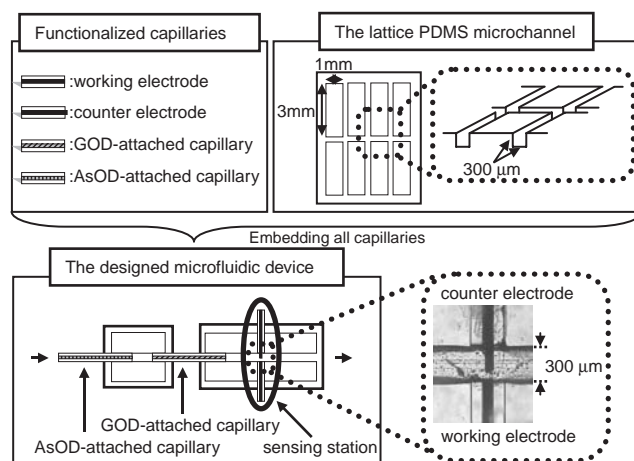 Functionalized capillaries
:working electrode
:counter electrode
:GOD-attached capillary
:AsOD-attached capillary
The lattice PDMS microchannel
1mm
3mm
300 μm
Embedding all capillaries
The designed microfluidic device
GOD-attached capillary
AsOD-attached capillary
sensing station
counter electrode
300 μm
working electrode